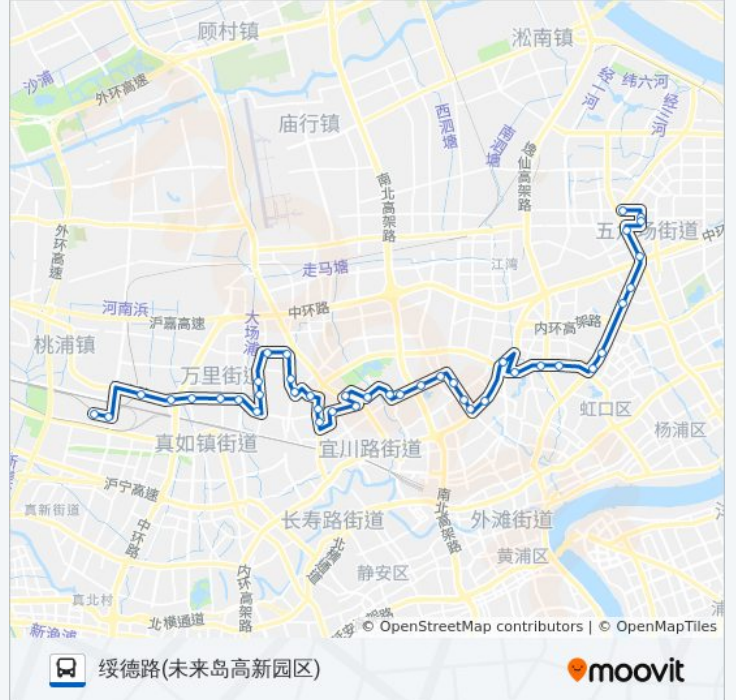 顾村镇
淞南镇
沙浦
外环高速
经一河
纬六河
经三河
庙行镇
西泗塘
南泗塘
逸仙高架路
南北高架路
外环高速
五
场街道
中环
走马塘
江湾
河南浜
沪嘉高速
中环路
大场浦
内环高架路
桃浦镇
万里街道
虹口区
杨浦区
真如镇街道
宜川路街道
沪宁高速
真新街道
中环路
长寿路街道
南北高架路
外滩街道
北横通道
静安区
黄浦区
内环高架路
真北村
北横通道
新渔浦
© OpenStreetMap contributors | © OpenMapTiles
绥德路(未来岛高新园区)
moovit